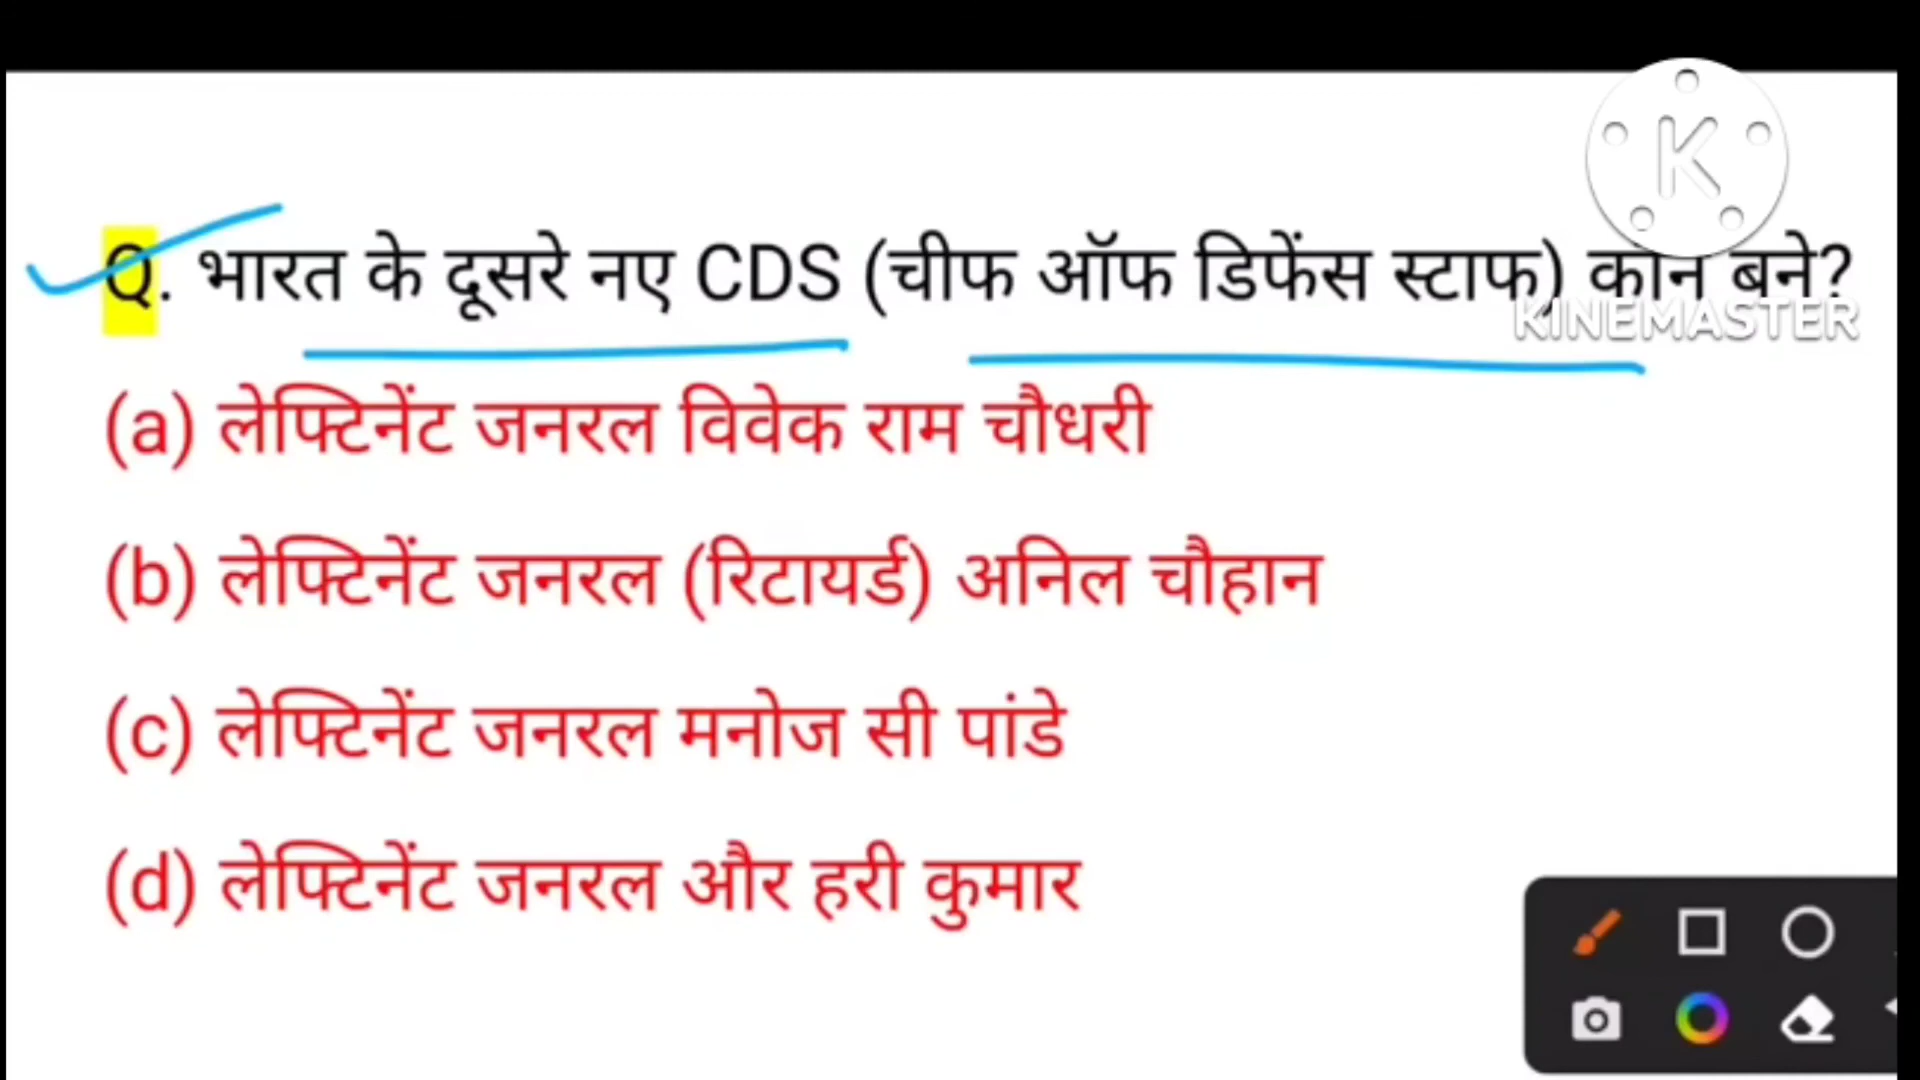 Q. भारत के दूसरे नए CDS (चीफ ऑफ डिफेंस स्टाफ) कौन बने?
K
KINEMASTER
(a) लेफ्टिनेंट जनरल विवेक राम चौधरी
(b) लेफ्टिनेंट जनरल (रिटायर्ड) अनिल चौहान
(c) लेफ्टिनेंट जनरल मनोज सी पांडे
(d) लेफ्टिनेंट जनरल और हरी कुमार